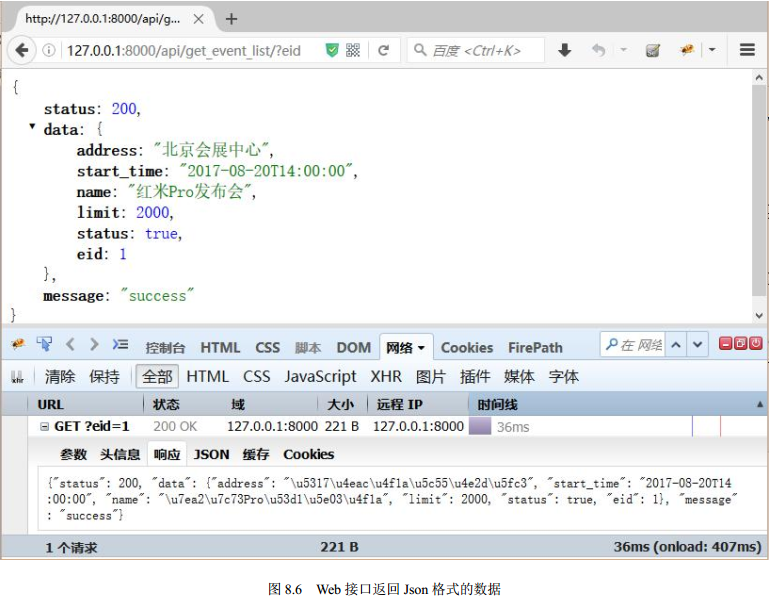 http://127.0.0.1:8000/api/g...
127.0.0.1:8000/api/get_event_list/?eid
百度 <Ctrl+K>
{
status: 200,
data: {
address: "北京会展中心",
start_time: "2017-08-20T14:00:00",
name: "红米Pro发布会",
limit: 2000,
status: true,
eid: 1
},
message: "success"
}
控制台 HTML CSS 脚本 DOM 网络 Cookies FirePath 在 网络
清除 保持 全部 HTML CSS JavaScript XHR 图片 插件 媒体 字体
URL 状态 域 大小 远程 IP 时间线
GET ?eid=1 200 OK 127.0.0.1:8000 221 B 127.0.0.1:8000 36ms
参数 头信息 响应 JSON 缓存 Cookies
{"status": 200, "data": {"address": "\u5317\u4eac\u4f1a\u5c55\u4e2d\u5fc3", "start_time": "2017-08-20T14
:00:00", "name": "\u7ea2\u7c73Pro\u53d1\u5e03\u4f1a", "limit": 2000, "status": true, "eid": 1}, "message"
: "success"}
1 个请求 221 B 36ms (onload: 407ms)
图 8.6 Web 接口返回 Json 格式的数据